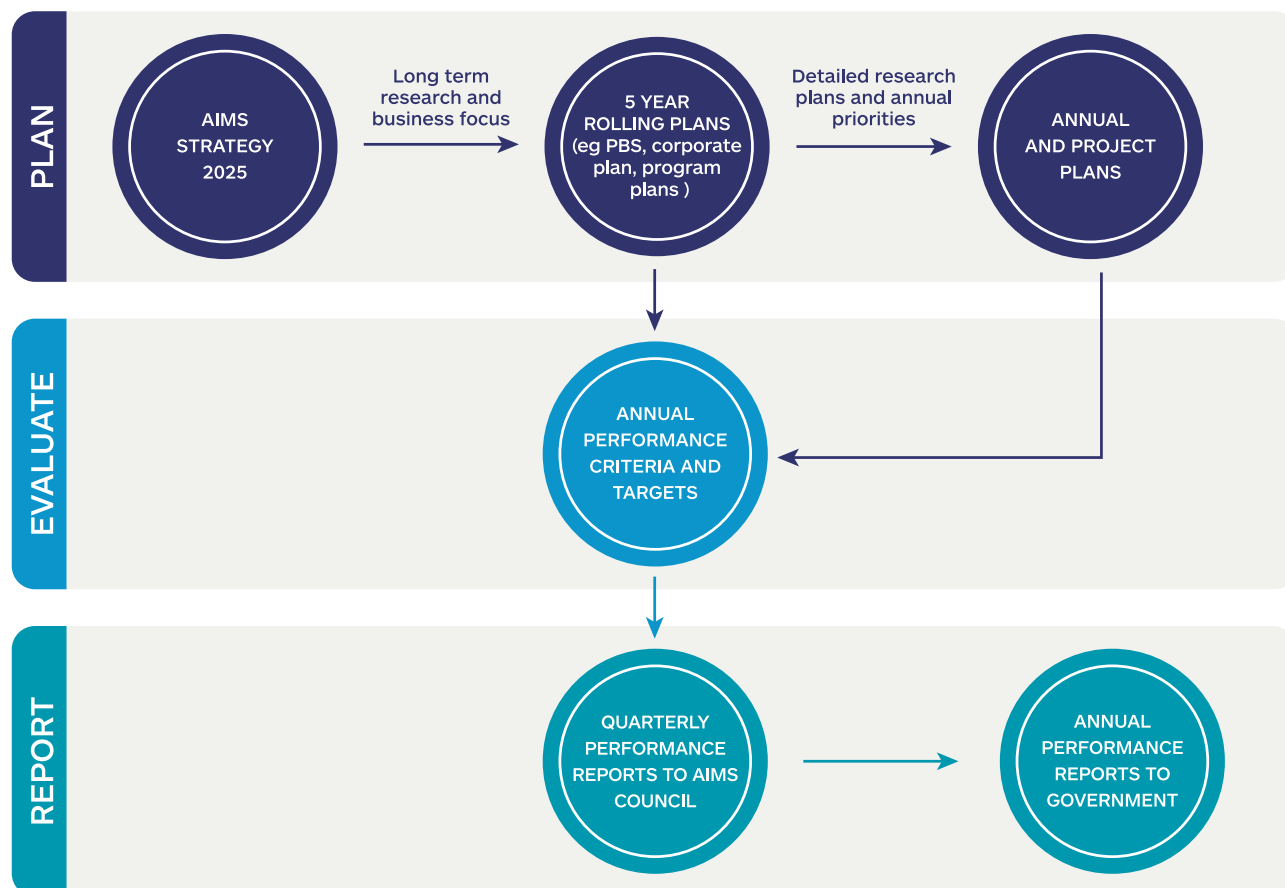 PLAN
AIMS
STRATEGY
2025
Long term
research and
business focus
5 YEAR
ROLLING PLANS
(eg PBS, corporate
plan, program
plans )
Detailed research
plans and annual
priorities
ANNUAL
AND PROJECT
PLANS
EVALUATE
ANNUAL
PERFORMANCE
CRITERIA AND
TARGETS
REPORT
QUARTERLY
PERFORMANCE
REPORTS TO AIMS
COUNCIL
ANNUAL
PERFORMANCE
REPORTS TO
GOVERNMENT